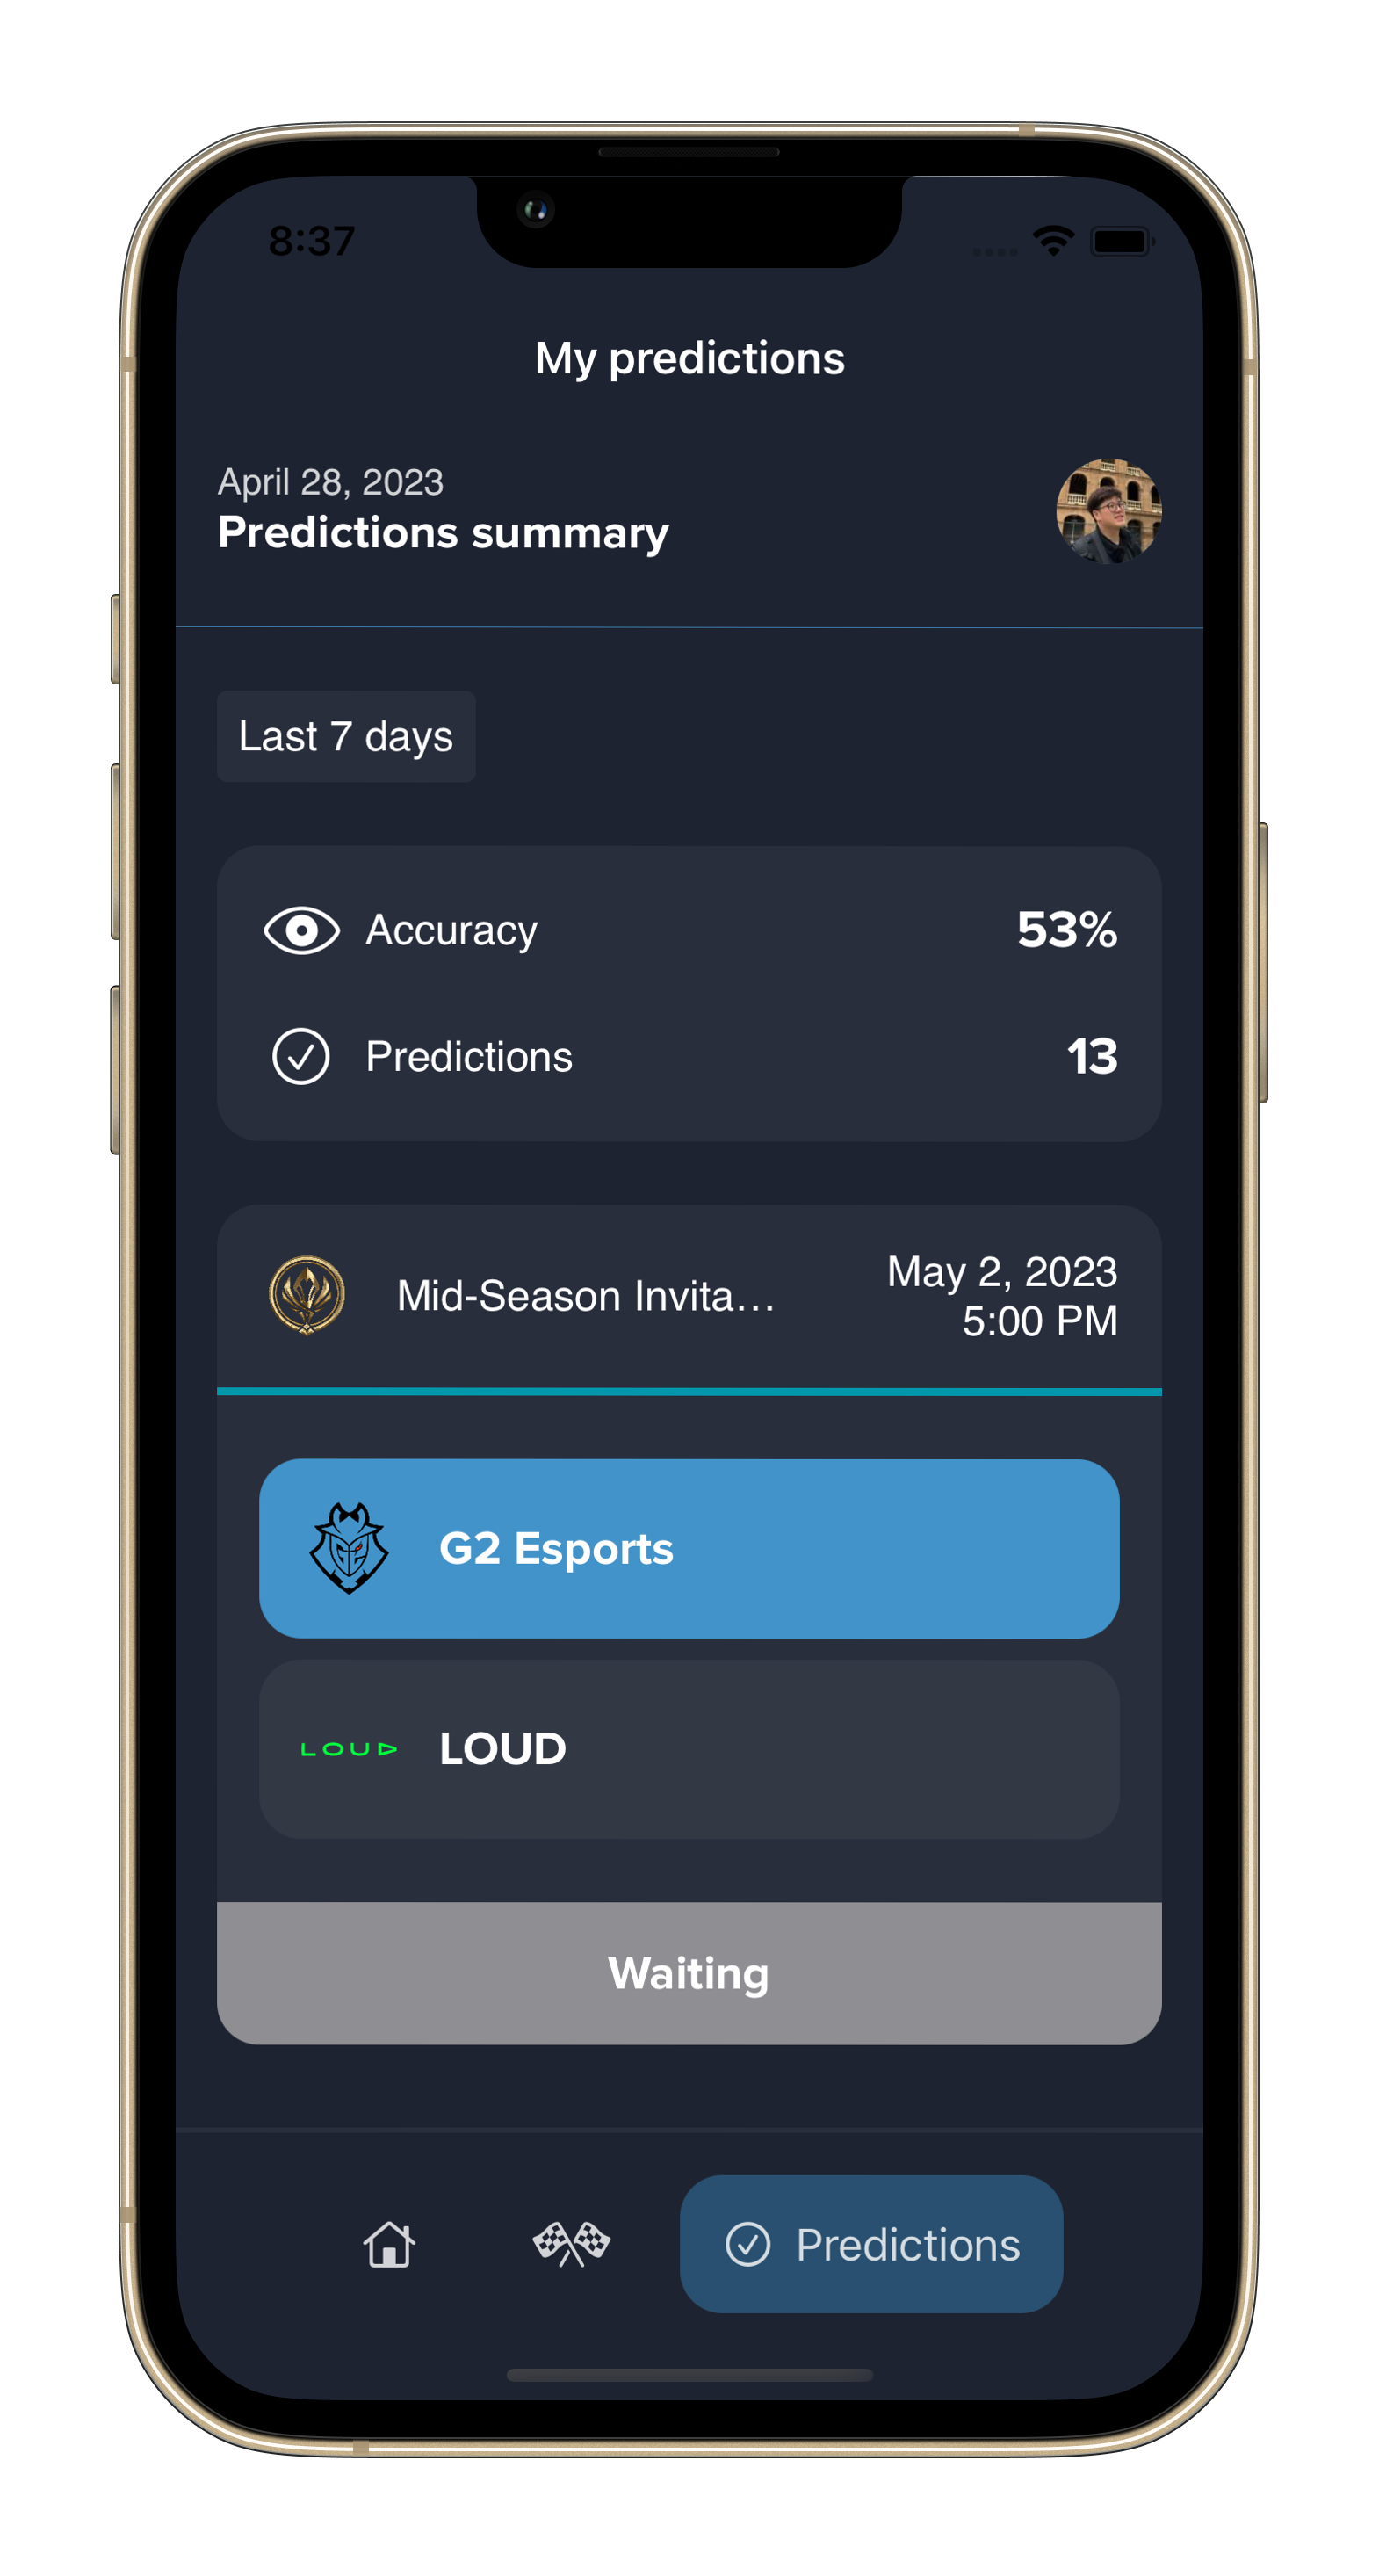 8:37
My predictions
April 28, 2023
Predictions summary
Last 7 days
Accuracy
53%
Predictions
13
Mid-Season Invita...
May 2, 2023
5:00 PM
G2 Esports
LOUD
LOUD
Waiting
Predictions